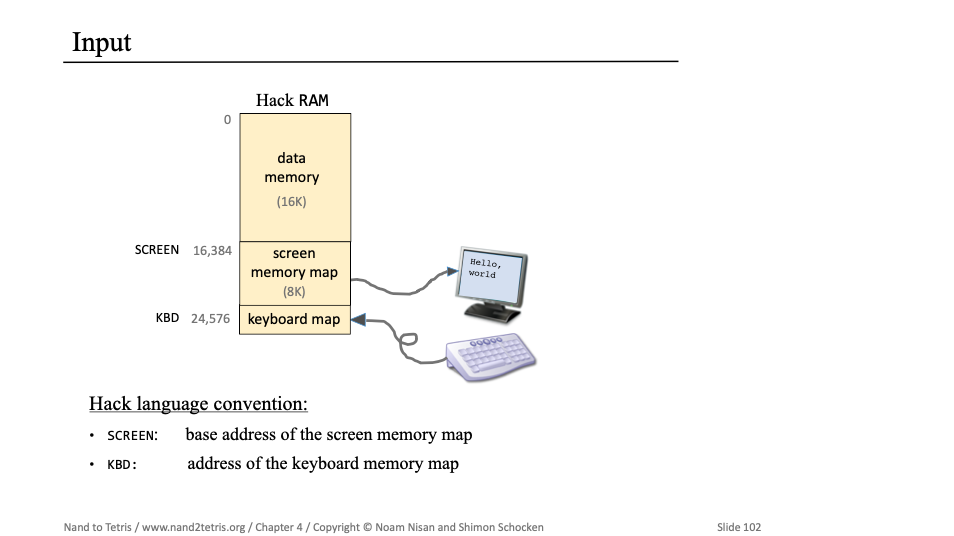 Input
Hack RAM
0
data
memory
(16K)
SCREEN 16,384
screen
memory map
(8K)
Hello,
world
KBD 24,576
keyboard map
Hack language convention:
• SCREEN: base address of the screen memory map
• KBD: address of the keyboard memory map
Nand to Tetris / www.nand2tetris.org / Chapter 4 / Copyright © Noam Nisan and Shimon Schocken
Slide 102